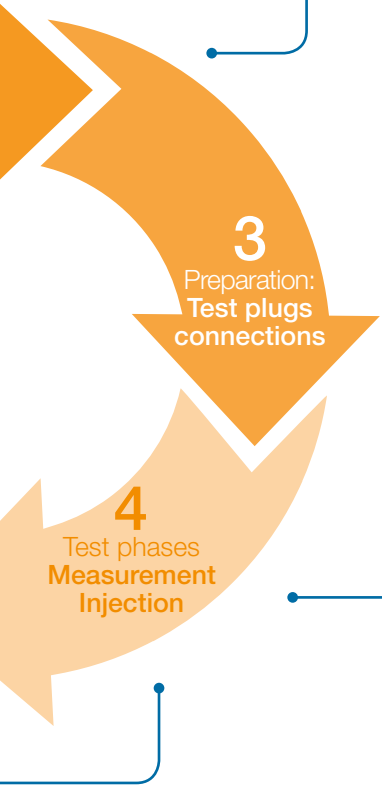 3
Preparation:
Test plugs
connections
4
Test phases
Measurement
Injection